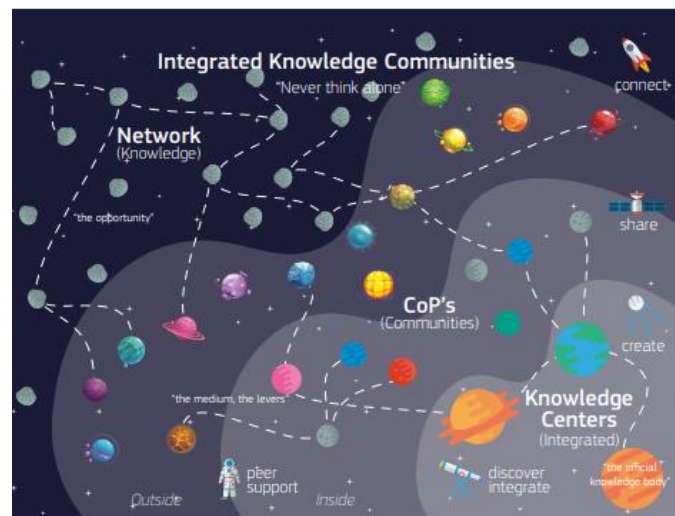 Integrated Knowledge Communities
"Never think alone"
connect
Network
(Knowledge)
"the opportunity"
share
CoP's
(Communities)
create
"the medium, the levers"
Knowledge
Centers
(Integrated)
peer
support
discover
integrate
"the official
knowledge body"
Outside
Inside